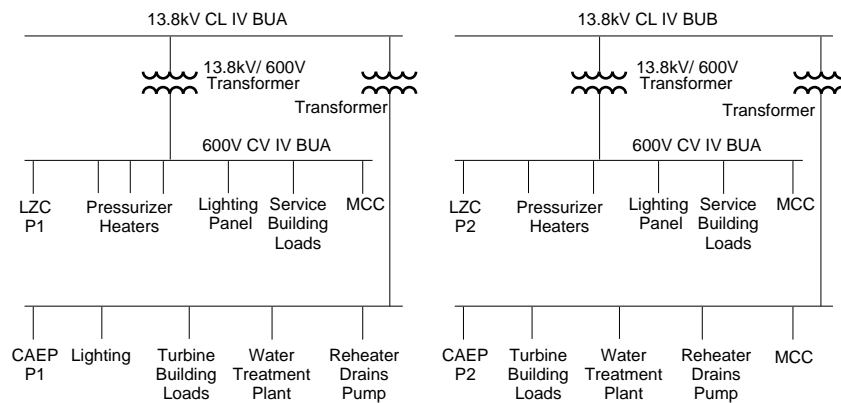 13.8kV CL IV BUA
13.8kV/ 600V
Transformer
Transformer
600V CV IV BUA
LZC
P1
Pressurizer
Heaters
Lighting
Panel
Service
Building
Loads
MCC
CAEP
P1
Lighting
Turbine
Building
Loads
Water
Treatment
Plant
Reheater
Drains
Pump
13.8kV CL IV BUB
13.8kV/ 600V
Transformer
Transformer
600V CV IV BUA
LZC
P2
Pressurizer
Heaters
Lighting
Panel
Service
Building
Loads
MCC
CAEP
P2
Turbine
Building
Loads
Water
Treatment
Plant
Reheater
Drains
Pump
MCC